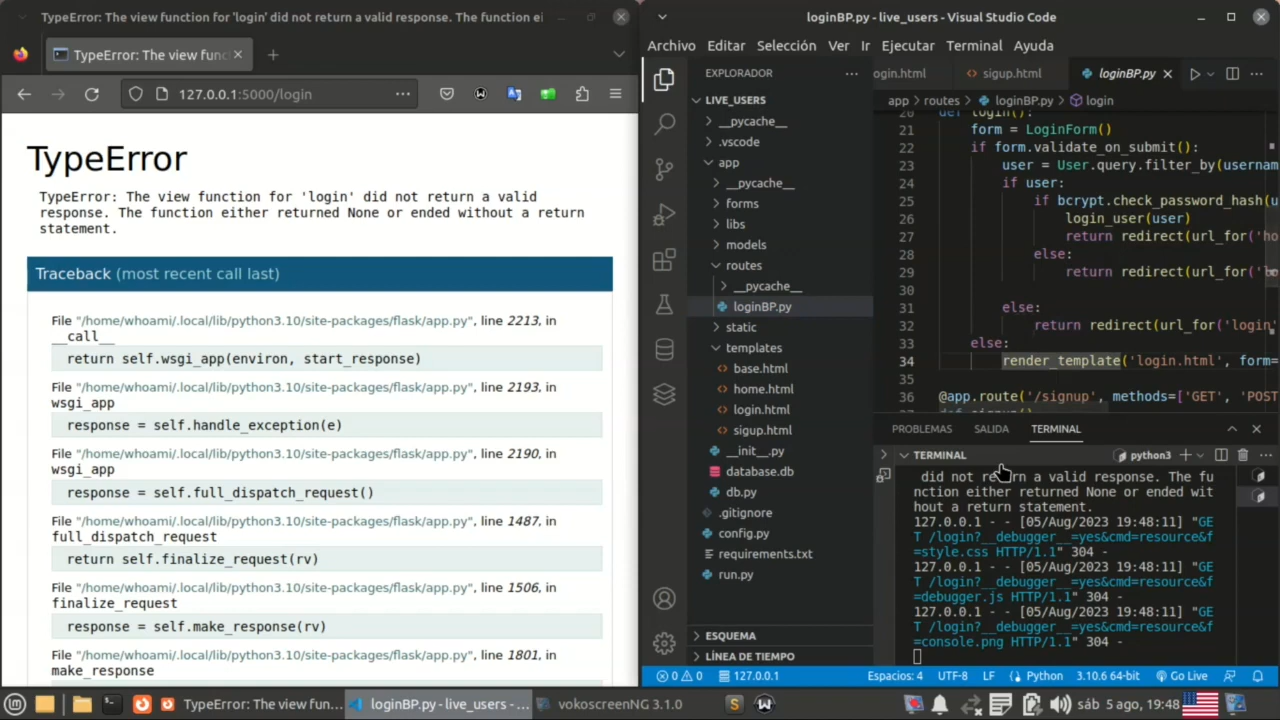 TypeError: The view function for 'login' did not return a valid response. The function ei
TypeError: The view func
127.0.0.1:5000/login
TypeError
TypeError: The view function for 'login' did not return a valid
response. The function either returned None or ended without a return
statement.
Traceback (most recent call last)
File "/home/whoami/.local/lib/python3.10/site-packages/flask/app.py", line 2213, in
__call__
return self.wsgi_app(environ, start_response)
File "/home/whoami/.local/lib/python3.10/site-packages/flask/app.py", line 2193, in
wsgi_app
response = self.handle_exception(e)
File "/home/whoami/.local/lib/python3.10/site-packages/flask/app.py", line 2190, in
wsgi_app
response = self.full_dispatch_request()
File "/home/whoami/.local/lib/python3.10/site-packages/flask/app.py", line 1487, in
full_dispatch_request
return self.finalize_request(rv)
File "/home/whoami/.local/lib/python3.10/site-packages/flask/app.py", line 1506, in
finalize_request
response = self.make_response(rv)
File "/home/whoami/.local/lib/python3.10/site-packages/flask/app.py", line 1801, in
make_response
loginBP.py - live_users - Visual Studio Code
Archivo Editar Selección Ver Ir Ejecutar Terminal Ayuda
EXPLORADOR
LIVE_USERS
__pycache__
.vscode
app
__pycache__
forms
libs
models
routes
__pycache__
loginBP.py
static
templates
base.html
home.html
login.html
sigup.html
__init__.py
database.db
db.py
.gitignore
config.py
requirements.txt
run.py
ESQUEMA
LÍNEA DE TIEMPO
ogin.html sigup.html loginBP.py
app > routes > loginBP.py > login
20 def login():
21 form = LoginForm()
22 if form.validate_on_submit():
23 user = User.query.filter_by(usernam
24 if user:
25 if bcrypt.check_password_hash(u
26 login_user(user)
27 return redirect(url_for('ho
28 else:
29 return redirect(url_for('lo
30
31 else:
32 return redirect(url_for('login
33 else:
34 render_template('login.html', form=
35
36 @app.route('/signup', methods=['GET', 'POST
37 def signup()
PROBLEMAS SALIDA TERMINAL
TERMINAL python3
did not return a valid response. The fu
nction either returned None or ended wit
hout a return statement.
127.0.0.1 - - [05/Aug/2023 19:48:11] "GE
T /login?__debugger__=yes&cmd=resource&f
=style.css HTTP/1.1" 304 -
127.0.0.1 - - [05/Aug/2023 19:48:11] "GE
T /login?__debugger__=yes&cmd=resource&f
=debugger.js HTTP/1.1" 304 -
127.0.0.1 - - [05/Aug/2023 19:48:11] "GE
T /login?__debugger__=yes&cmd=resource&f
=console.png HTTP/1.1" 304 -
0 0 127.0.0.1 Espacios: 4 UTF-8 LF Python 3.10.6 64-bit Go Live
TypeError: The view fun... loginBP.py - live_users - ... vokoscreenNG 3.1.0 sáb 5 ago, 19:48